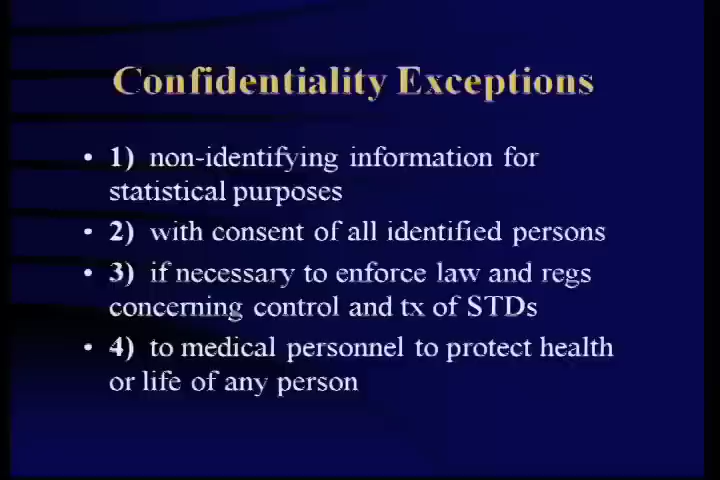 Confidentiality Exceptions
• 1) non-identifying information for
statistical purposes
• 2) with consent of all identified persons
• 3) if necessary to enforce law and regs
concerning control and tx of STDs
• 4) to medical personnel to protect health
or life of any person